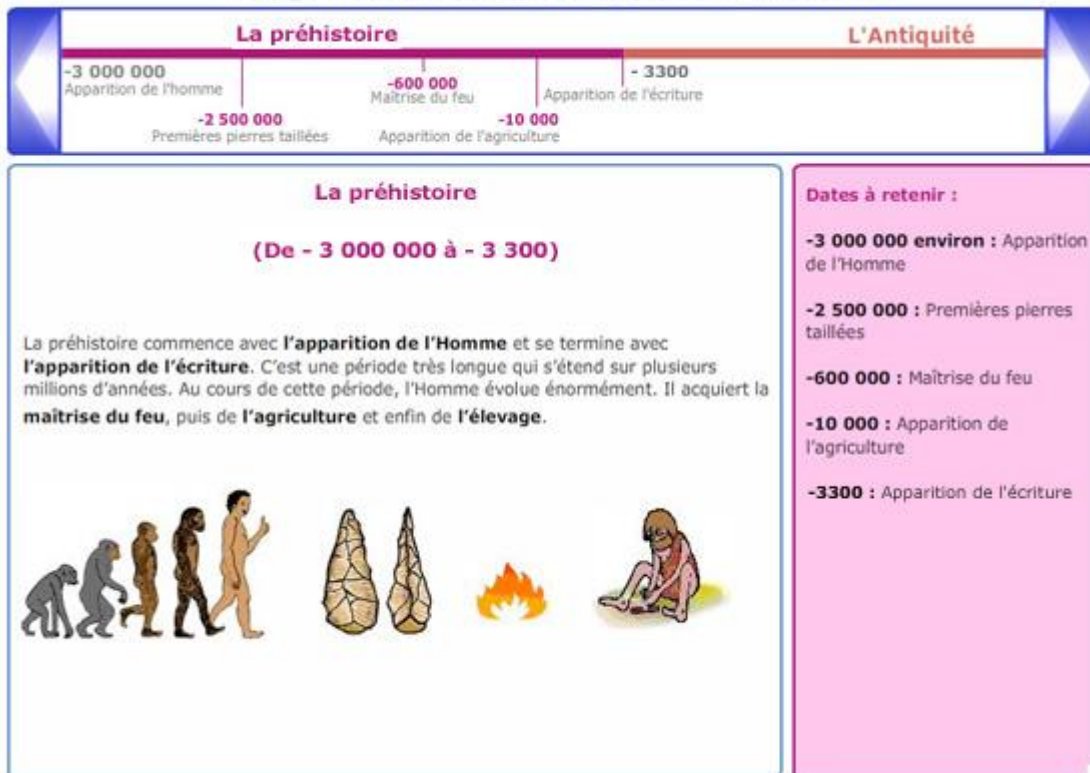 La préhistoire
L'Antiquité
-3 000 000
Apparition de l'homme
-2 500 000
Premières pierres taillées
-600 000
Maîtrise du feu
-10 000
Apparition de l'agriculture
- 3300
Apparition de l'écriture
La préhistoire
(De - 3 000 000 à - 3 300)
La préhistoire commence avec l'apparition de l'Homme et se termine avec
l'apparition de l'écriture. C'est une période très longue qui s'étend sur plusieurs
millions d'années. Au cours de cette période, l'Homme évolue énormément. Il acquiert la
maîtrise du feu, puis de l'agriculture et enfin de l'élevage.
Dates à retenir :
-3 000 000 environ : Apparition
de l'Homme
-2 500 000 : Premières pierres
taillées
-600 000 : Maîtrise du feu
-10 000 : Apparition de
l'agriculture
-3300 : Apparition de l'écriture